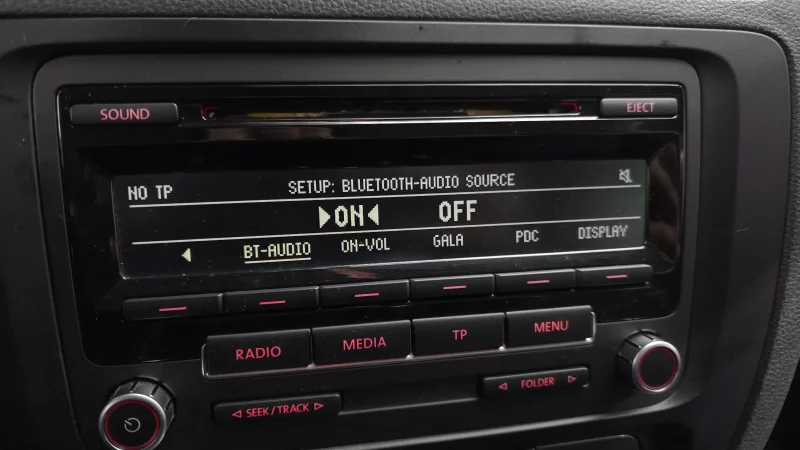 SOUND
EJECT
NO TP SETUP: BLUETOOTH-AUDIO SOURCE
ON OFF
BT-AUDIO ON-VOL GALA PDC DISPLAY
RADIO MEDIA TP MENU
SEEK/TRACK FOLDER